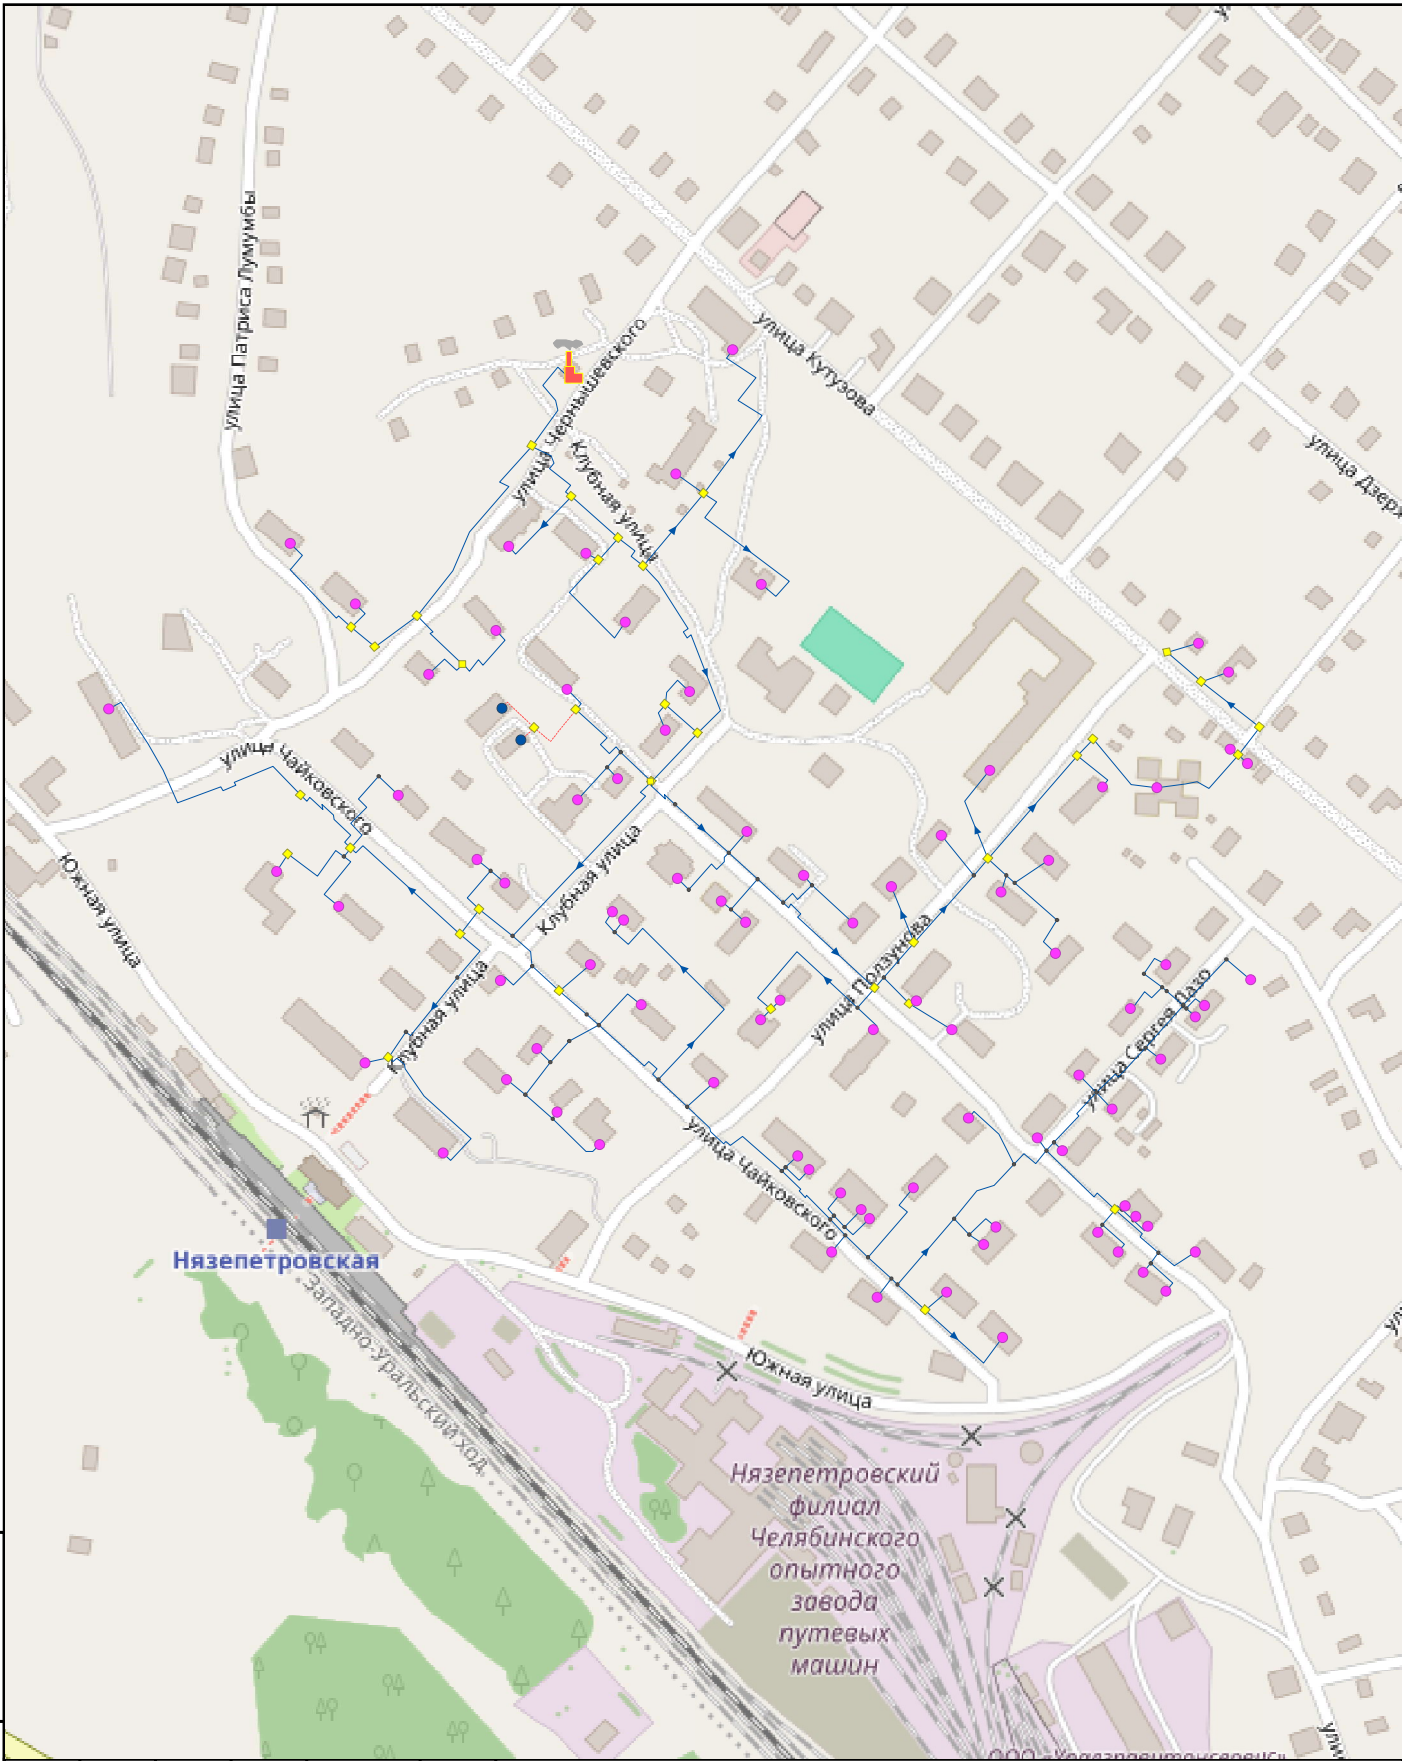 улица Патриса Лумумбы
улица Чернышевского
улица Кутузова
Клубная улица
улица Дзерж
улица Чайковского
Южная улица
Клубная улица
улица Ползунова
Клубная улица
улица Сергея Лазо
улица Чайковского
Нязепетровская
Западно-Уральский ход
Южная улица
Нязепетровский
филиал
Челябинского
опытного
завода
путевых
машин
ули